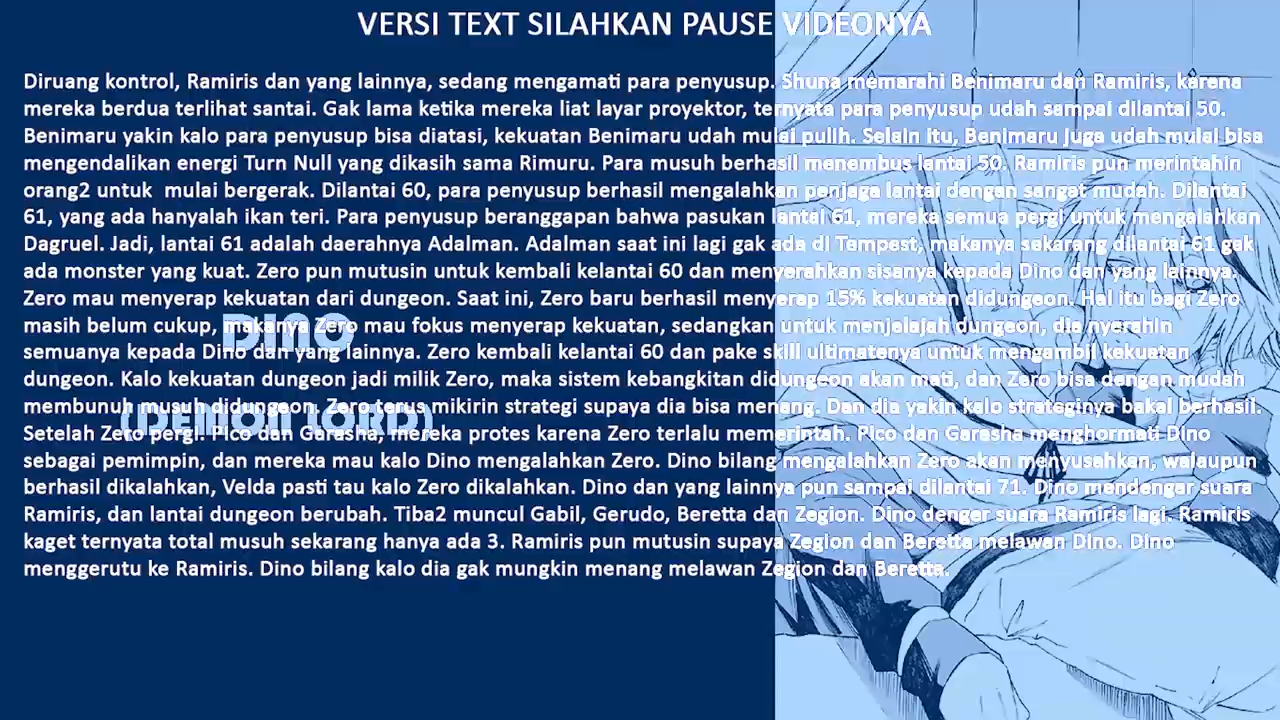 VERSI TEXT SILAHKAN PAUSE VIDEONYA
Diruang kontrol, Ramiris dan yang lainnya, sedang mengamati para penyusup. Shuna memarahi Benimaru dan Ramiris, karena
mereka berdua terlihat santai. Gak lama ketika mereka liat layar proyektor, ternyata para penyusup udah sampai dilantai 50.
Benimaru yakin kalo para penyusup bisa diatasi, kekuatan Benimaru udah mulai pulih. Selain itu, Benimaru juga udah mulai bisa
mengendalikan energi Turn Null yang dikasih sama Rimuru. Para musuh berhasil menembus lantai 50. Ramiris pun merintahin
orang2 untuk  mulai bergerak. Dilantai 60, para penyusup berhasil mengalahkan penjaga lantai dengan sangat mudah. Dilantai
61, yang ada hanyalah ikan teri. Para penyusup beranggapan bahwa pasukan lantai 61, mereka semua pergi untuk mengalahkan
Dagruel. Jadi, lantai 61 adalah daerahnya Adalman. Adalman saat ini lagi gak ada di Tempest, makanya sekarang dilantai 61 gak
ada monster yang kuat. Zero pun mutusin untuk kembali kelantai 60 dan menyerahkan sisanya kepada Dino dan yang lainnya.
Zero mau menyerap kekuatan dari dungeon. Saat ini, Zero baru berhasil menyerap 15% kekuatan didungeon. Hal itu bagi Zero
masih belum cukup, makanya Zero mau fokus menyerap kekuatan, sedangkan untuk menjelajah dungeon, dia nyerahin
semuanya kepada Dino dan yang lainnya. Zero kembali kelantai 60 dan pake skill ultimatenya untuk mengambil kekuatan
dungeon. Kalo kekuatan dungeon jadi milik Zero, maka sistem kebangkitan didungeon akan mati, dan Zero bisa dengan mudah
membunuh musuh didungeon. Zero terus mikirin strategi supaya dia bisa menang. Dan dia yakin kalo strateginya bakal berhasil.
Setelah Zero pergi. Pico dan Garasha, mereka protes karena Zero terlalu memerintah. Pico dan Garasha menghormati Dino
sebagai pemimpin, dan mereka mau kalo Dino mengalahkan Zero. Dino bilang mengalahkan Zero akan menyusahkan, walaupun
berhasil dikalahkan, Velda pasti tau kalo Zero dikalahkan. Dino dan yang lainnya pun sampai dilantai 71. Dino mendengar suara
Ramiris, dan lantai dungeon berubah. Tiba2 muncul Gabil, Gerudo, Beretta dan Zegion. Dino denger suara Ramiris lagi. Ramiris
kaget ternyata total musuh sekarang hanya ada 3. Ramiris pun mutusin supaya Zegion dan Beretta melawan Dino. Dino
menggerutu ke Ramiris. Dino bilang kalo dia gak mungkin menang melawan Zegion dan Beretta.
DINO
(DEMON LORD)